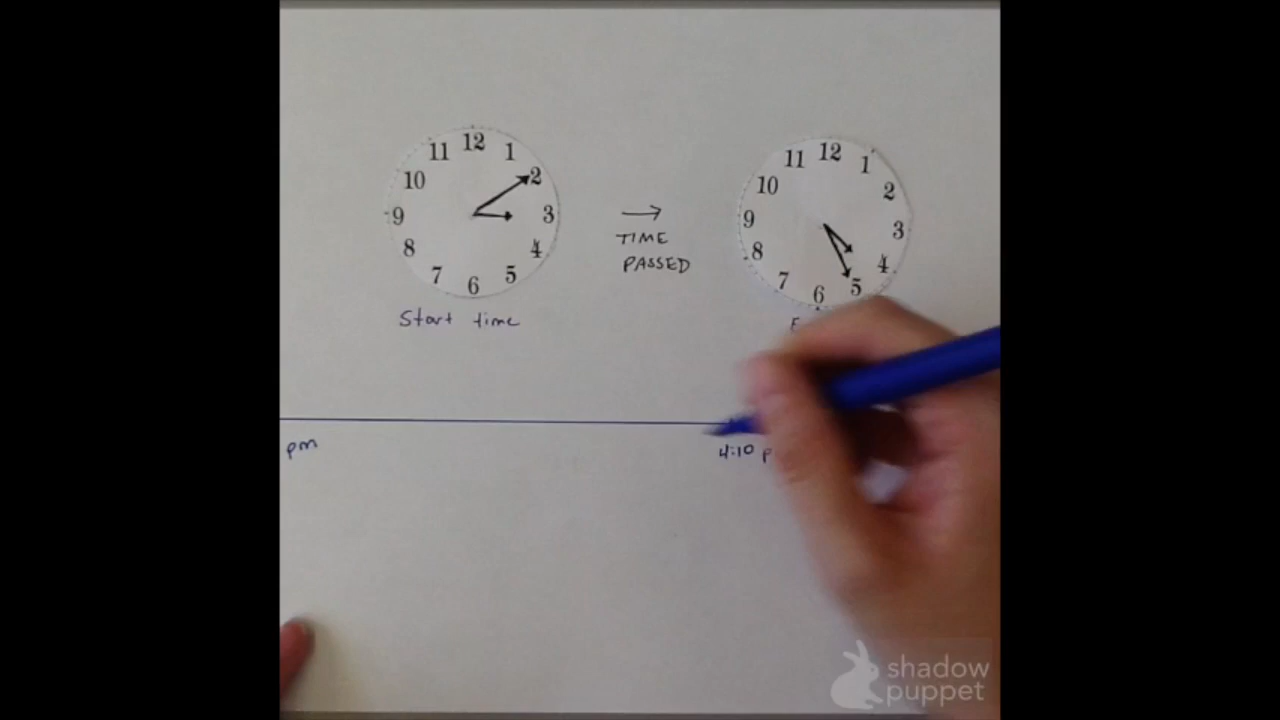 11 12 1
10 2
9 3
8 4
7 6 5
Start time
→
TIME
PASSED
11 12 1
10 2
9 3
8 4
7 6 5
pm
4:10
shadow
puppet